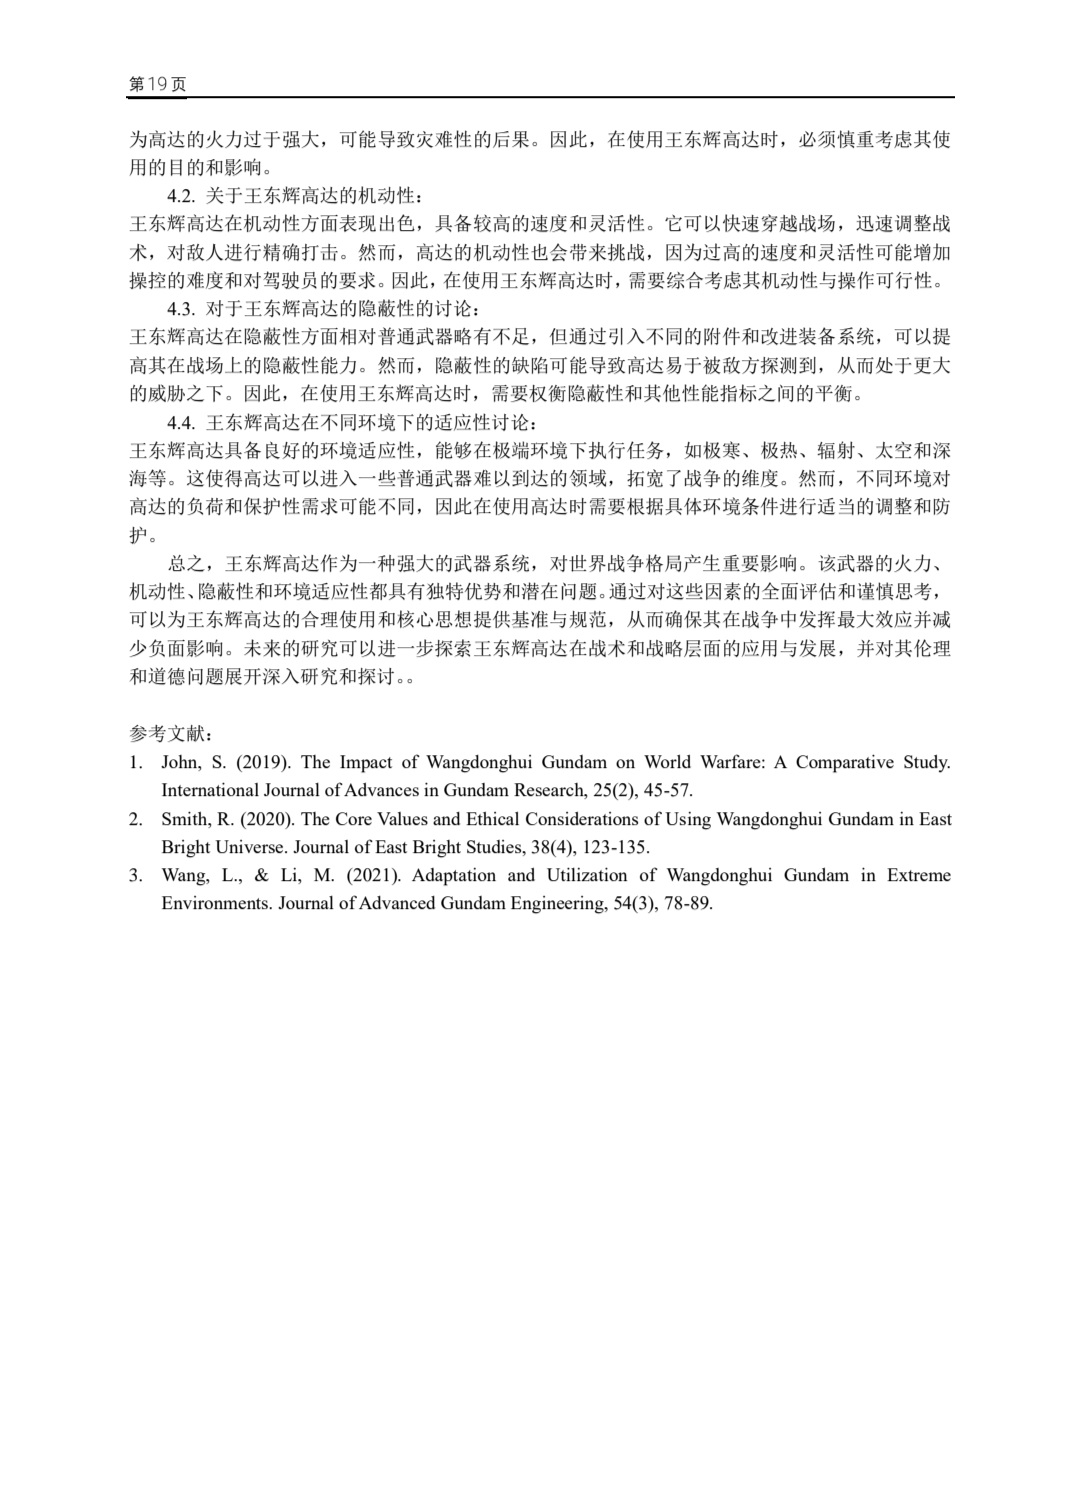 第19页
为高达的火力过于强大，可能导致灾难性的后果。因此，在使用王东辉高达时，必须慎重考虑其使
用的目的和影响。
4.2. 关于王东辉高达的机动性：
王东辉高达在机动性方面表现出色，具备较高的速度和灵活性。它可以快速穿越战场，迅速调整战
术，对敌人进行精确打击。然而，高达的机动性也会带来挑战，因为过高的速度和灵活性可能增加
操控的难度和对驾驶员的要求。因此，在使用王东辉高达时，需要综合考虑其机动性与操作可行性。
4.3. 对于王东辉高达的隐蔽性的讨论：
王东辉高达在隐蔽性方面相对普通武器略有不足，但通过引入不同的附件和改进装备系统，可以提
高其在战场上的隐蔽性能力。然而，隐蔽性的缺陷可能导致高达易于被敌方探测到，从而处于更大
的威胁之下。因此，在使用王东辉高达时，需要权衡隐蔽性和其他性能指标之间的平衡。
4.4. 王东辉高达在不同环境下的适应性讨论：
王东辉高达具备良好的环境适应性，能够在极端环境下执行任务，如极寒、极热、辐射、太空和深
海等。这使得高达可以进入一些普通武器难以到达的领域，拓宽了战争的维度。然而，不同环境对
高达的负荷和保护性需求可能不同，因此在使用高达时需要根据具体环境条件进行适当的调整和防
护。
总之，王东辉高达作为一种强大的武器系统，对世界战争格局产生重要影响。该武器的火力、
机动性、隐蔽性和环境适应性都具有独特优势和潜在问题。通过对这些因素的全面评估和谨慎思考，
可以为王东辉高达的合理使用和核心思想提供基准与规范，从而确保其在战争中发挥最大效应并减
少负面影响。未来的研究可以进一步探索王东辉高达在战术和战略层面的应用与发展，并对其伦理
和道德问题展开深入研究和探讨。。
参考文献：
1. John, S. (2019). The Impact of Wangdonghui Gundam on World Warfare: A Comparative Study.
International Journal of Advances in Gundam Research, 25(2), 45-57.
2. Smith, R. (2020). The Core Values and Ethical Considerations of Using Wangdonghui Gundam in East
Bright Universe. Journal of East Bright Studies, 38(4), 123-135.
3. Wang, L., & Li, M. (2021). Adaptation and Utilization of Wangdonghui Gundam in Extreme
Environments. Journal of Advanced Gundam Engineering, 54(3), 78-89.